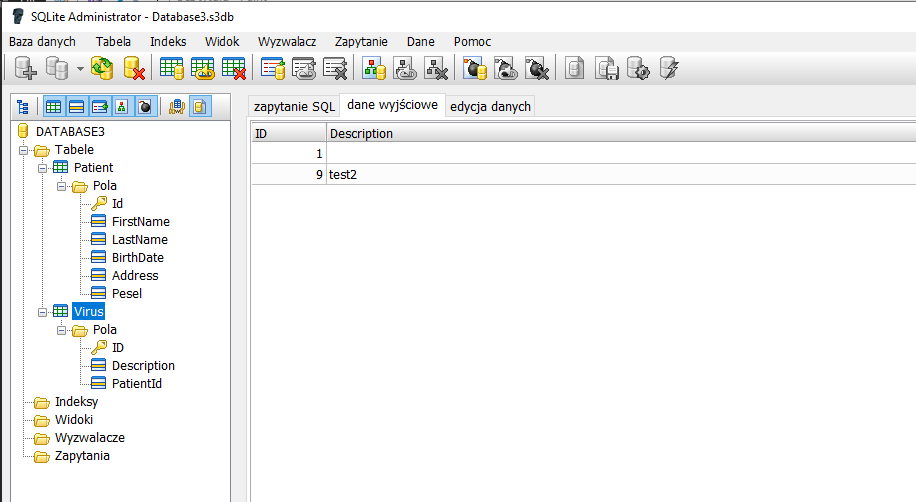 SQLite Administrator - Database3.s3db
Baza danych Tabela Indeks Widok Wyzwalacz Zapytanie Dane Pomoc
zapytanie SQL dane wyjściowe edycja danych
DATABASE3
Tabele
Patient
Pola
Id
FirstName
LastName
BirthDate
Address
Pesel
Virus
Pola
ID
Description
PatientId
Indeksy
Widoki
Wyzwalacze
Zapytania
ID Description
1
9 test2